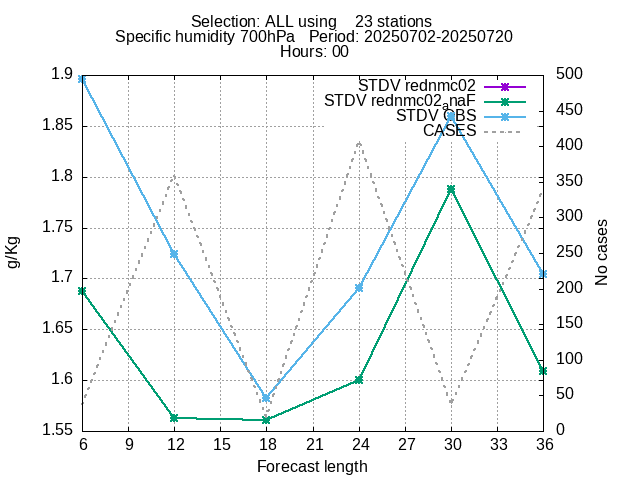 Selection: ALL using    23 stations
Specific humidity 700hPa   Period: 20250702-20250720
Hours: 00
STDV rednmc02
STDV rednmc02anaF
STDV OBS
CASES
1.9
1.85
1.8
1.75
1.7
1.65
1.6
1.55
g/Kg
500
450
400
350
300
250
200
150
100
50
0
No cases
6 9 12 15 18 21 24 27 30 33 36
Forecast length